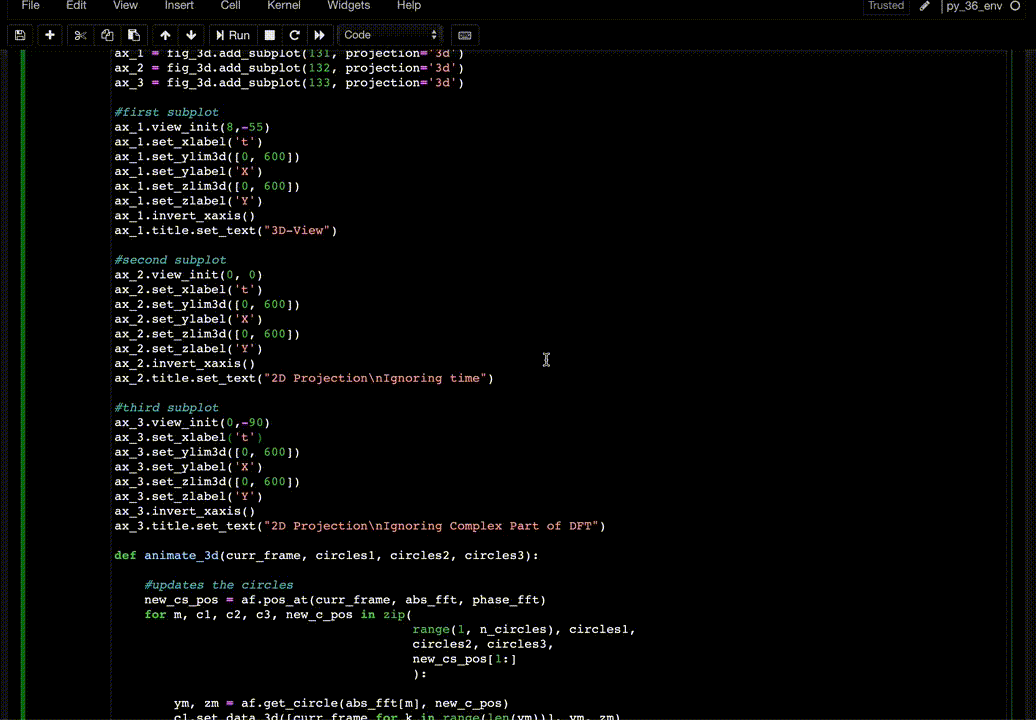 File Edit View Insert Cell Kernel Widgets Help Trusted py_36_env
Run Code
ax_1 = fig_3d.add_subplot(131, projection='3d')
ax_2 = fig_3d.add_subplot(132, projection='3d')
ax_3 = fig_3d.add_subplot(133, projection='3d')
#first subplot
ax_1.view_init(8,-55)
ax_1.set_xlabel('t')
ax_1.set_ylim3d([0, 600])
ax_1.set_ylabel('X')
ax_1.set_zlim3d([0, 600])
ax_1.set_zlabel('Y')
ax_1.invert_xaxis()
ax_1.title.set_text("3D-View")
#second subplot
ax_2.view_init(0, 0)
ax_2.set_xlabel('t')
ax_2.set_ylim3d([0, 600])
ax_2.set_ylabel('X')
ax_2.set_zlim3d([0, 600])
ax_2.set_zlabel('Y')
ax_2.invert_xaxis()
ax_2.title.set_text("2D Projection\nIgnoring time")
#third subplot
ax_3.view_init(0,-90)
ax_3.set_xlabel('t')
ax_3.set_ylim3d([0, 600])
ax_3.set_ylabel('X')
ax_3.set_zlim3d([0, 600])
ax_3.set_zlabel('Y')
ax_3.invert_xaxis()
ax_3.title.set_text("2D Projection\nIgnoring Complex Part of DFT")
def animate_3d(curr_frame, circles1, circles2, circles3):
#updates the circles
new_cs_pos = af.pos_at(curr_frame, abs_fft, phase_fft)
for m, c1, c2, c3, new_c_pos in zip(
range(1, n_circles), circles1,
circles2, circles3,
new_cs_pos[1:]
):
ym, zm = af.get_circle(abs_fft[m], new_c_pos)
c1.set_data_3d([curr_frame for k in range(len(ym))], ym, zm)